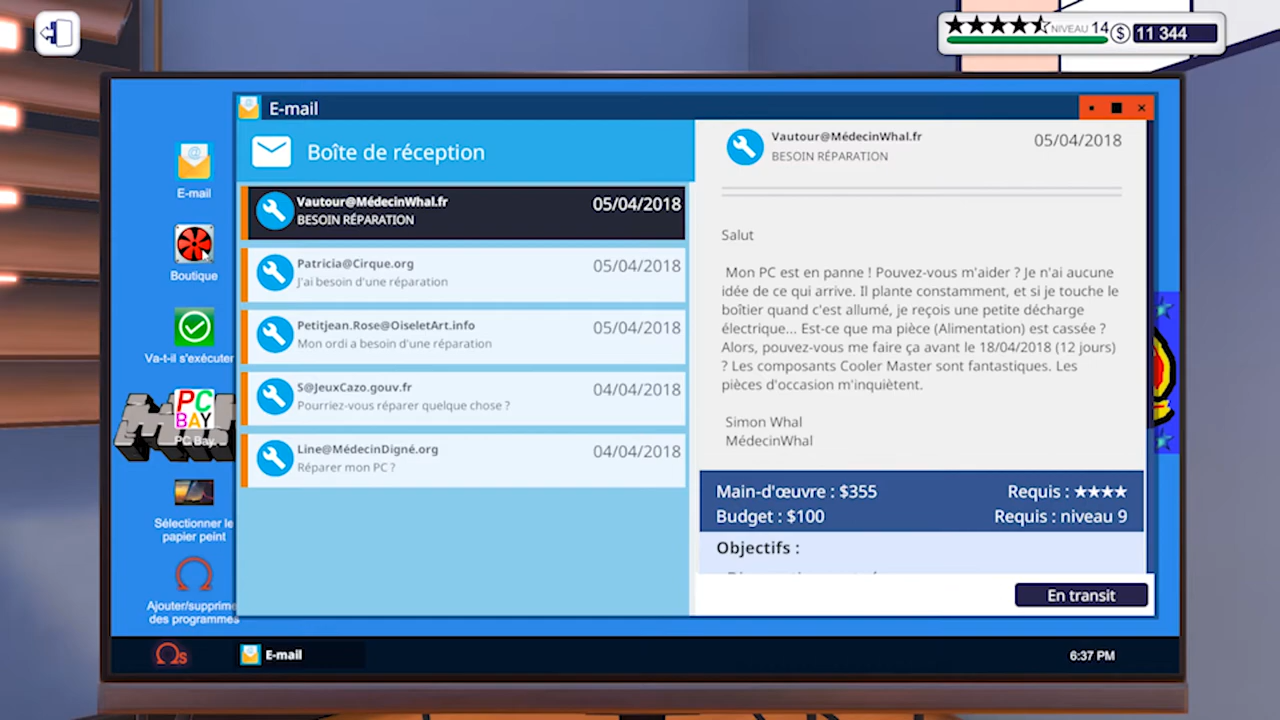 NIVEAU 14
$ 11 344
E-mail
Boîte de réception
Vautour@MédecinWhal.fr 05/04/2018
BESOIN RÉPARATION
Patricia@Cirque.org 05/04/2018
J'ai besoin d'une réparation
Petitjean.Rose@OiseletArt.info 05/04/2018
Mon ordi a besoin d'une réparation
S@JeuxCazo.gouv.fr 04/04/2018
Pourriez-vous réparer quelque chose ?
Line@MédecinDigné.org 04/04/2018
Réparer mon PC ?
Vautour@MédecinWhal.fr 05/04/2018
BESOIN RÉPARATION
Salut
Mon PC est en panne ! Pouvez-vous m'aider ? Je n'ai aucune
idée de ce qui arrive. Il plante constamment, et si je touche le
boîtier quand c'est allumé, je reçois une petite décharge
électrique... Est-ce que ma pièce (Alimentation) est cassée ?
Alors, pouvez-vous me faire ça avant le 18/04/2018 (12 jours)
? Les composants Cooler Master sont fantastiques. Les
pièces d'occasion m'inquiètent.
Simon Whal
MédecinWhal
Main-d'œuvre : $355 Requis : ★★★★
Budget : $100 Requis : niveau 9
Objectifs :
En transit
E-mail
Boutique
Va-t-il s'exécuter
PC
BAY
PC Bay
Sélectionner le
papier peint
Ajouter/supprime
des programmes
Ωs
E-mail
6:37 PM